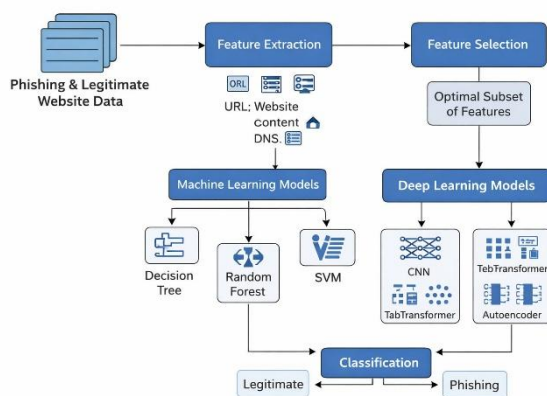 Phishing & Legitimate
Website Data
Feature Extraction
Feature Selection
ORL
URL; Website
content
DNS.
Optimal Subset
of Features
Machine Learning Models
Deep Learning Models
Decision
Tree
Random
Forest
SVM
CNN
TabTransformer
TebTransformer
Autoencoder
Classification
Legitimate
Phishing